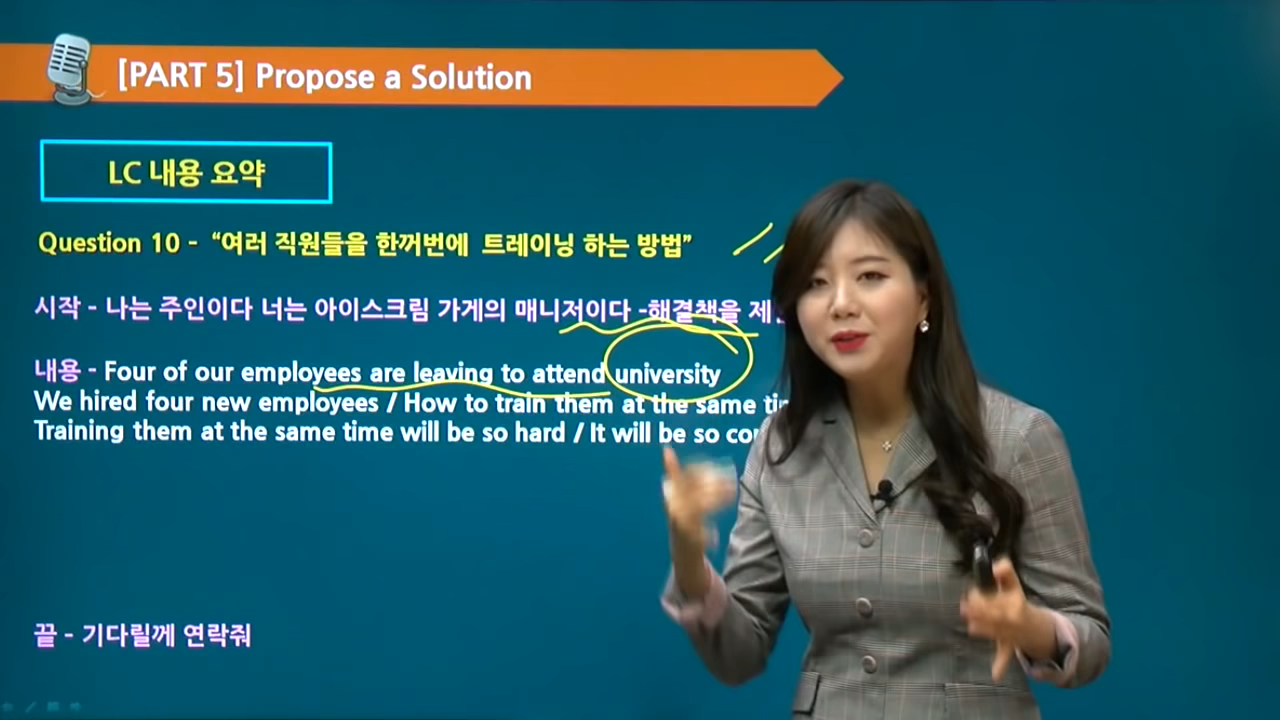 [PART 5] Propose a Solution
LC 내용 요약
Question 10 - “여러 직원들을 한꺼번에 트레이닝 하는 방법”
시작 - 나는 주인이다 너는 아이스크림 가게의 매니저이다 -해결책을
내용 - Four of our employees are leaving to attend university
We hired four new employees / How to train them at the same
Training them at the same time will be so hard / It will be so
끝 - 기다릴께 연락줘